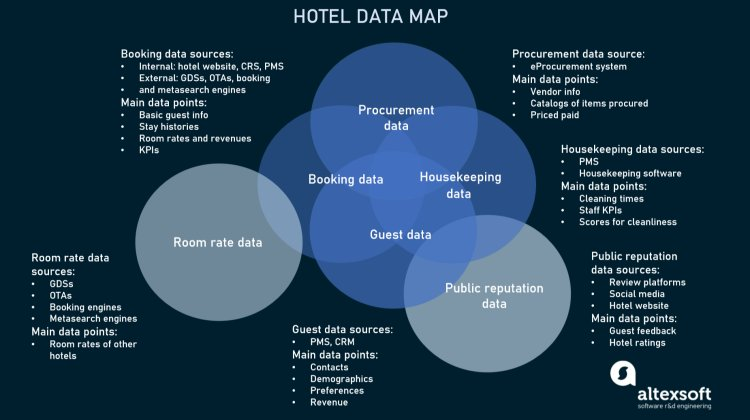 HOTEL DATA MAP
Booking data sources:
• Internal: hotel website, CRS, PMS
• External: GDSs, OTAs, booking
• and metasearch engines
Main data points:
• Basic guest info
• Stay histories
• Room rates and revenues
• KPIs
Procurement data source:
• eProcurement system
Main data points:
• Vendor info
• Catalogs of items procured
• Priced paid
Procurement
data
Booking data
Housekeeping
data
Guest data
Room rate data
Public reputation
data
Housekeeping data sources:
• PMS
• Housekeeping software
Main data points:
• Cleaning times
• Staff KPIs
• Scores for cleanliness
Room rate data
sources:
• GDSs
• OTAs
• Booking engines
• Metasearch engines
Main data points:
• Room rates of other
hotels
Guest data sources:
• PMS, CRM
Main data points:
• Contacts
• Demographics
• Preferences
• Revenue
Public reputation
data sources:
• Review platforms
• Social media
• Hotel website
Main data points:
• Guest feedback
• Hotel ratings
altexsoft
software r&d engineering